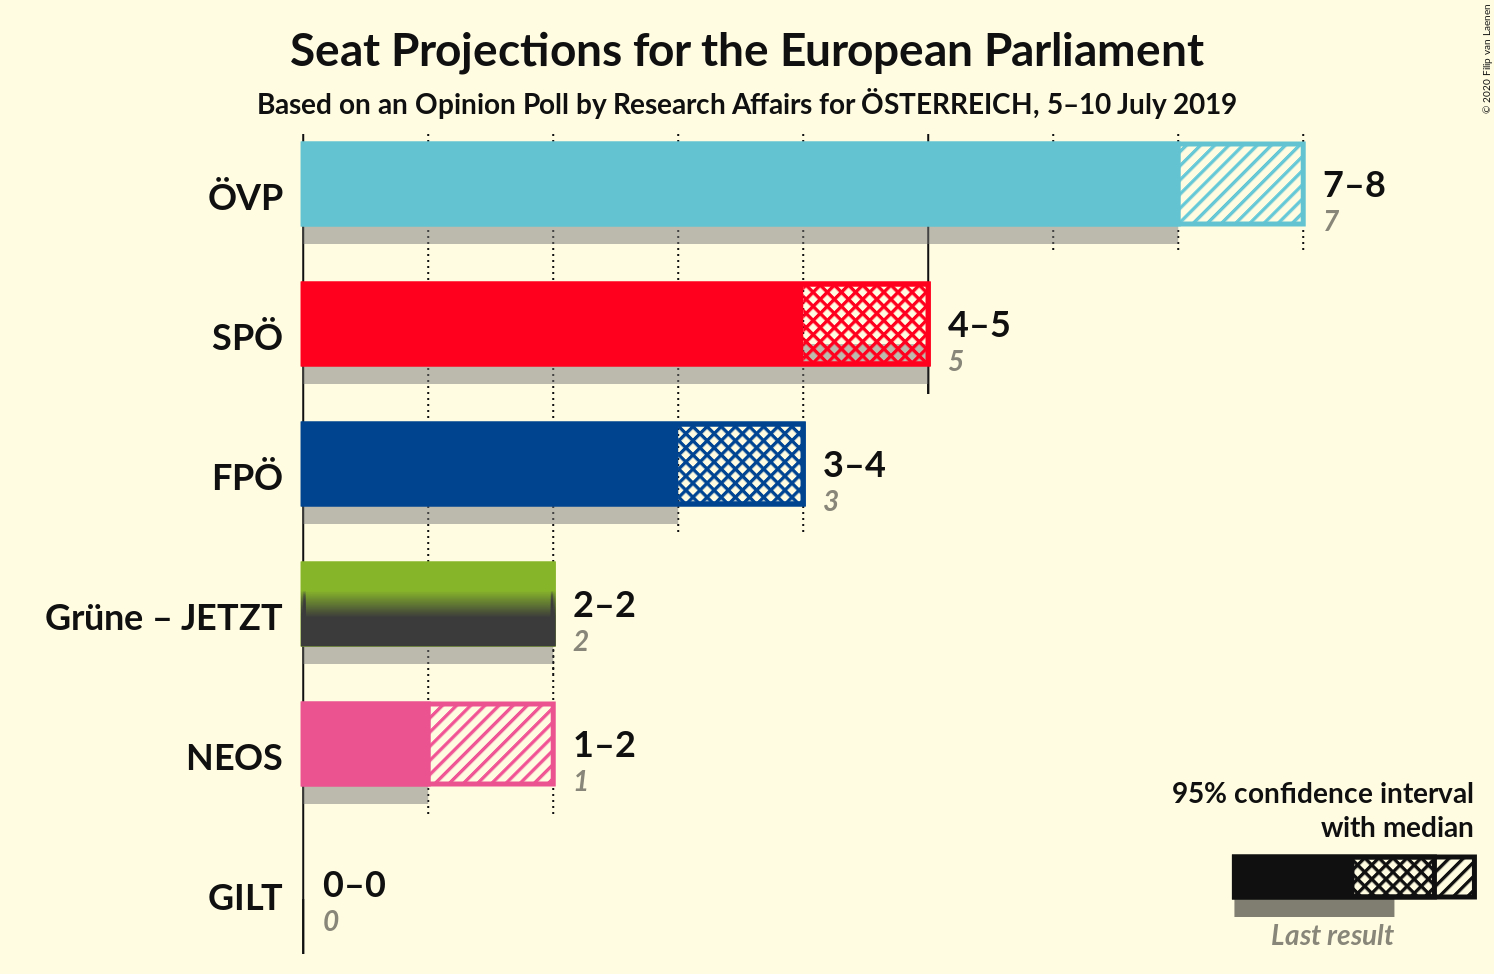 Seat Projections for the European Parliament
Based on an Opinion Poll by Research Affairs for ÖSTERREICH, 5–10 July 2019
© 2020 Filip van Laenen
ÖVP
7–8
7
SPÖ
4–5
5
FPÖ
3–4
3
Grüne – JETZT
2–2
2
NEOS
1–2
1
GILT
0–0
0
95% confidence interval
with median
Last result